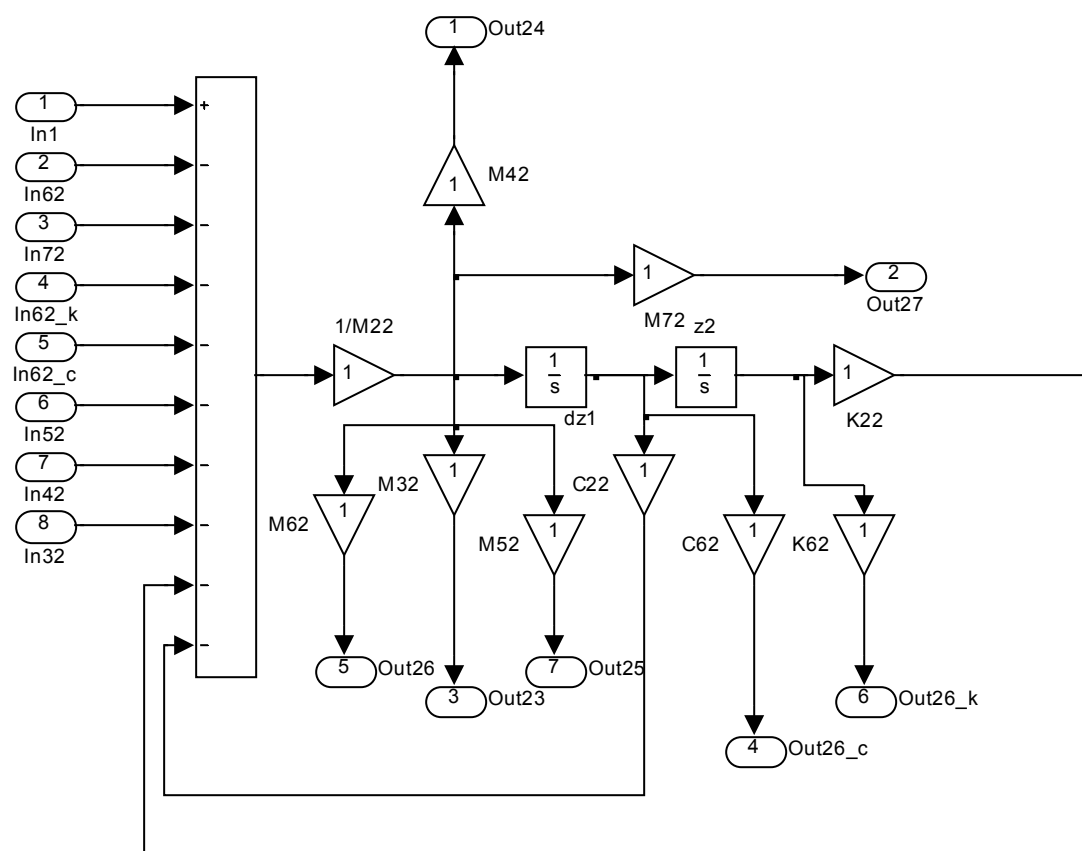 1
Out24
1
In1
+
2
In62
-
1
M42
3
In72
-
4
In62_k
-
1
M72
2
Out27
5
In62_c
-
1/M22
1
1
s
dz1
z2
1
s
1
K22
6
In52
-
7
In42
-
8
In32
-
-
-
M62
1
M32
1
M52
1
C22
1
C62
1
K62
1
5
Out26
3
Out23
7
Out25
4
Out26_c
6
Out26_k